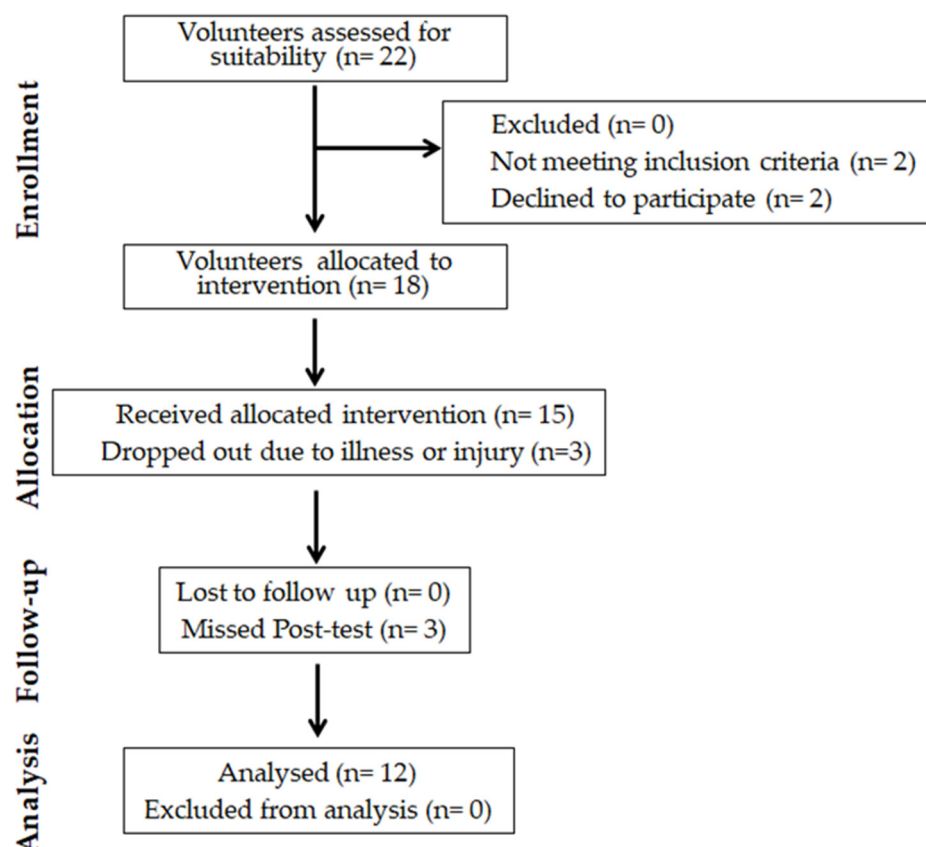 Enrollment
Volunteers assessed for
suitability (n= 22)
Excluded (n= 0)
Not meeting inclusion criteria (n= 2)
Declined to participate (n= 2)
Volunteers allocated to
intervention (n= 18)
Allocation
Received allocated intervention (n= 15)
Dropped out due to illness or injury (n=3)
Follow-up
Lost to follow up (n= 0)
Missed Post-test (n= 3)
Analysis
Analysed (n= 12)
Excluded from analysis (n= 0)